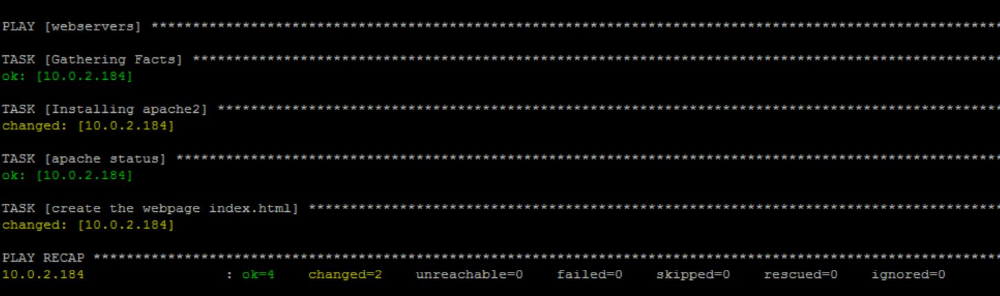 PLAY [webservers] *******************************************************************************************************
TASK [Gathering Facts] **************************************************************************************************
ok: [10.0.2.184]
TASK [Installing apache2] ***********************************************************************************************
changed: [10.0.2.184]
TASK [apache status] ****************************************************************************************************
ok: [10.0.2.184]
TASK [create the webpage index.html] ************************************************************************************
changed: [10.0.2.184]
PLAY RECAP **************************************************************************************************************
10.0.2.184                 : ok=4    changed=2    unreachable=0    failed=0    skipped=0    rescued=0    ignored=0